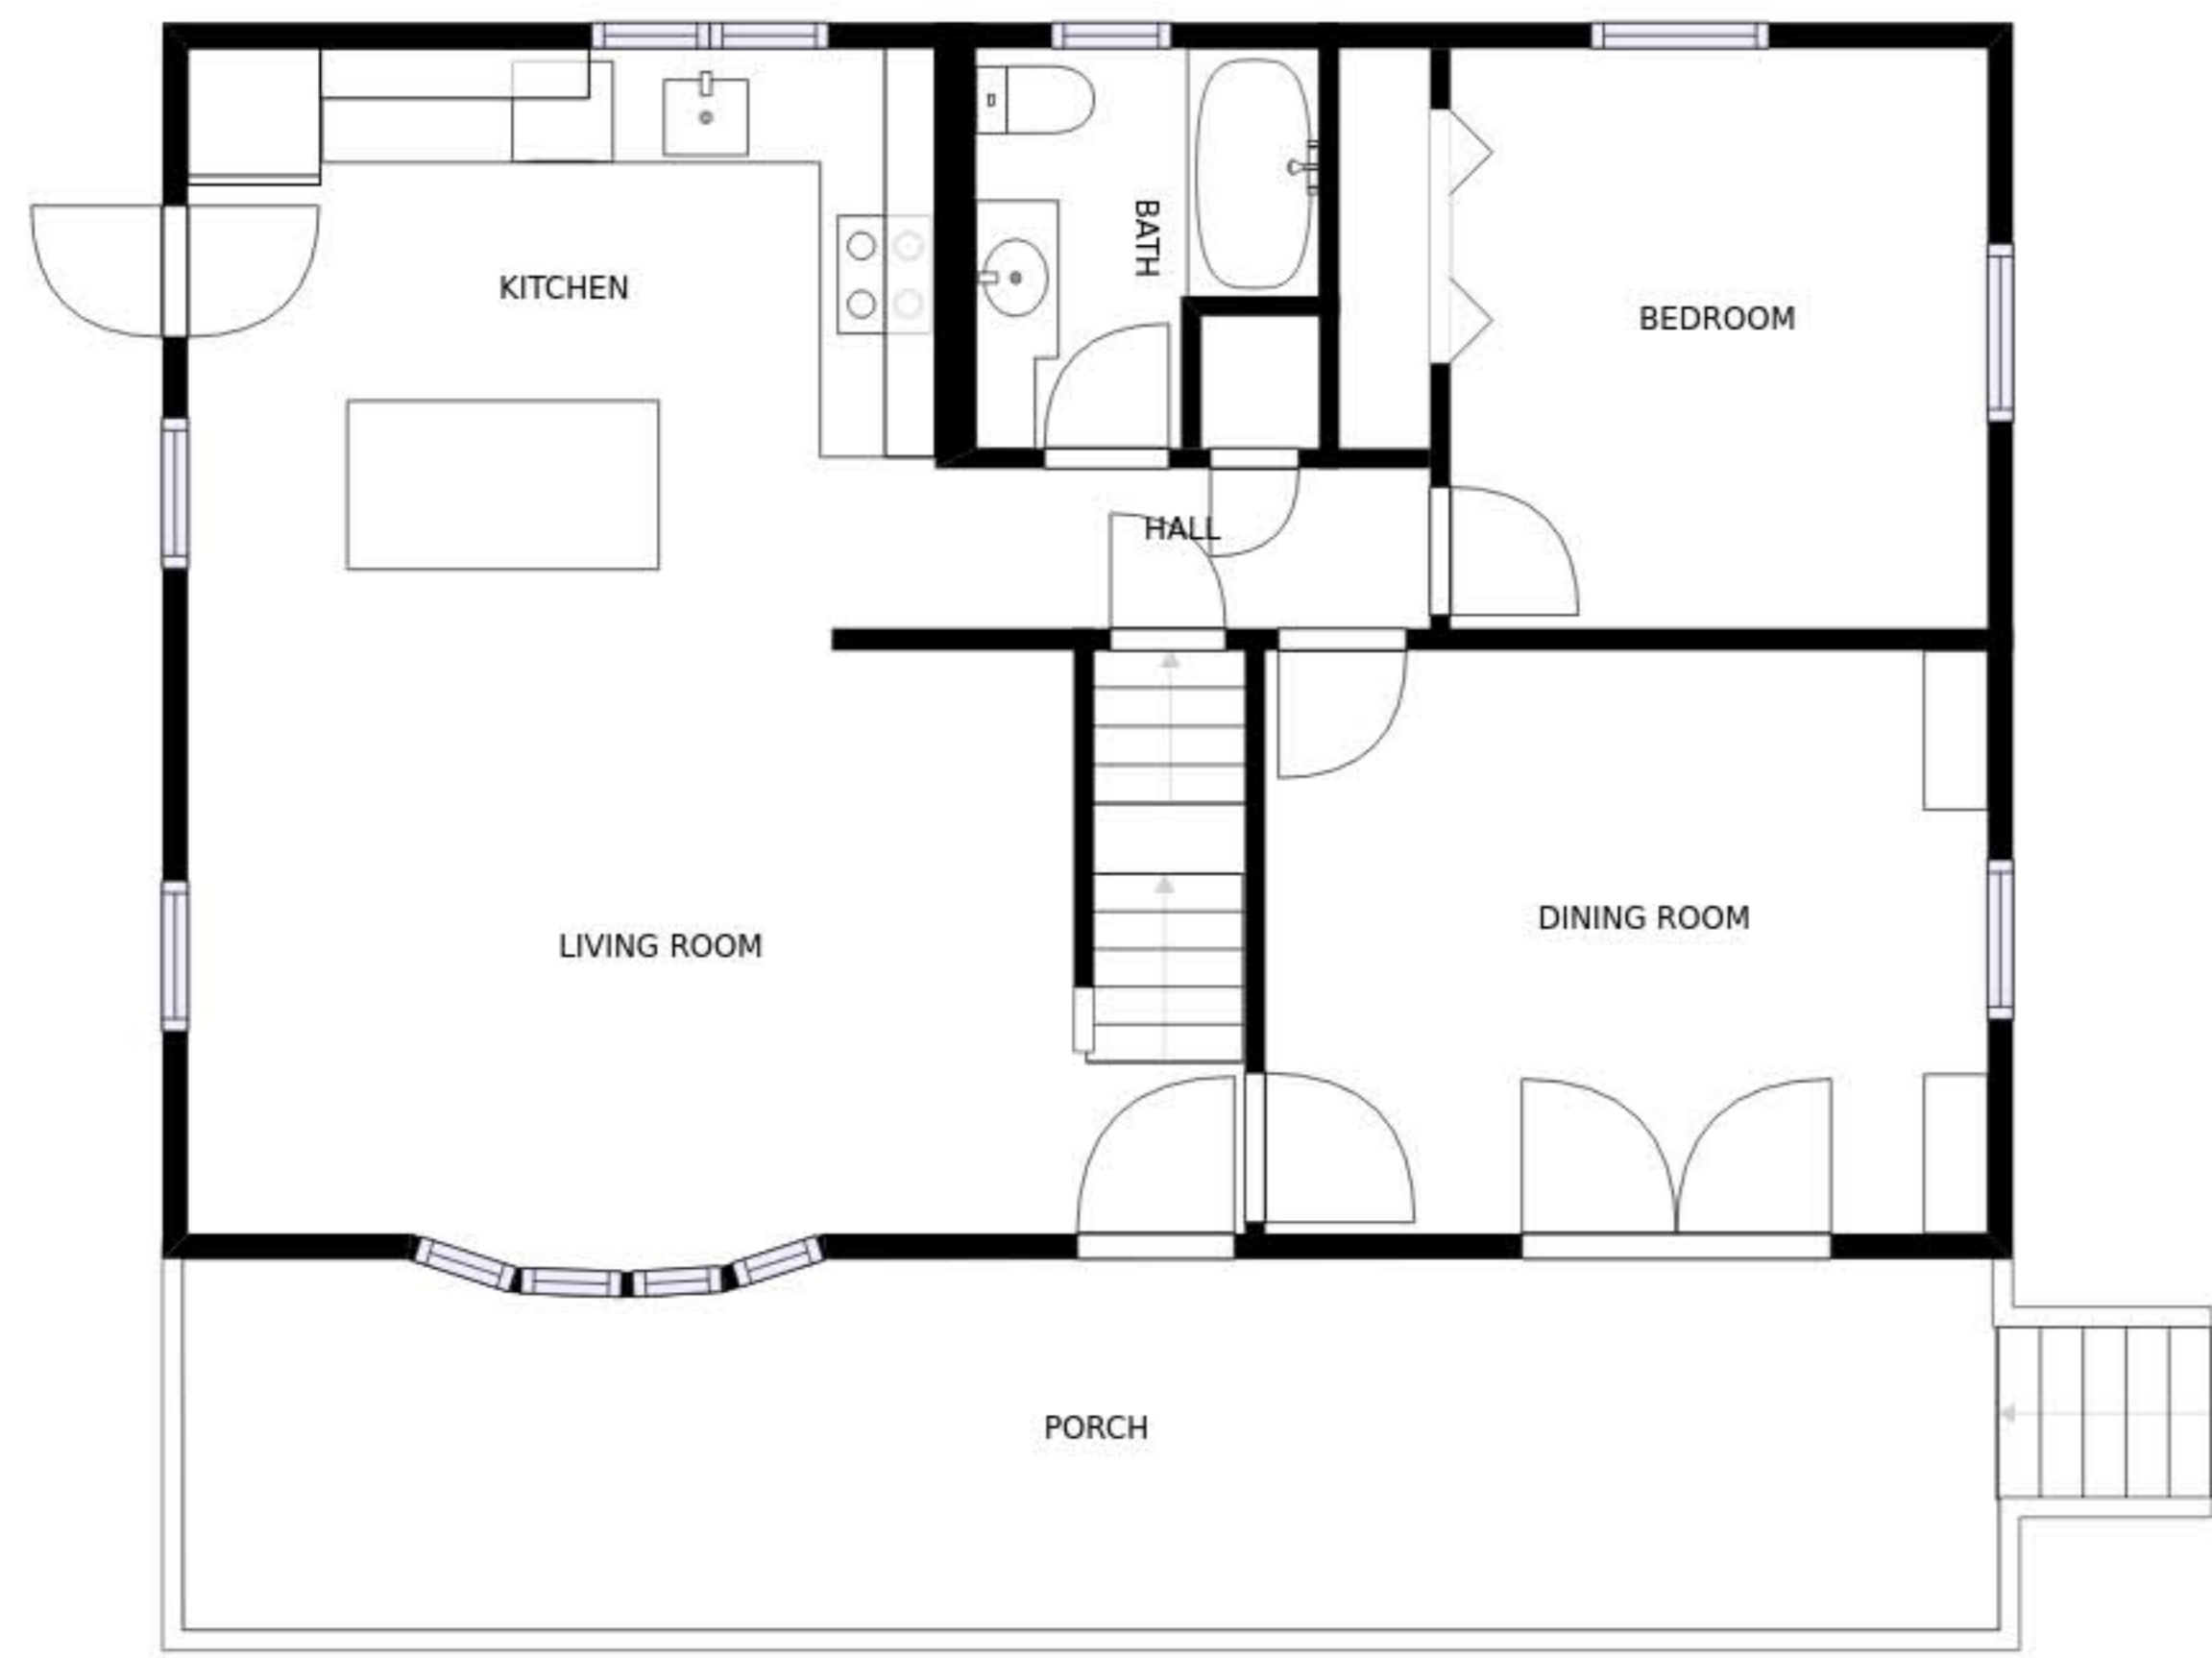 BATH
KITCHEN
BEDROOM
HALL
DINING ROOM
LIVING ROOM
PORCH